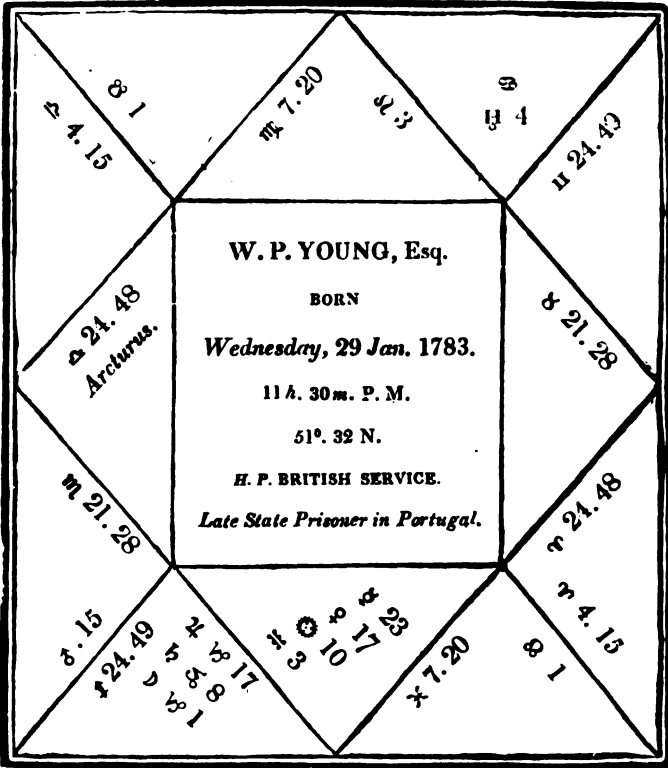 ☋ 1
♎ 4. 15
♍ 7. 20
♌ 3
♋
♅ 4
♊ 24. 49
W. P. YOUNG, Esq.
BORN
Wednesday, 29 Jan. 1783.
11 h. 30m. P. M.
51°. 32 N.
H. P. BRITISH SERVICE.
Late State Prisoner in Portugal.
♎ 24. 48
Arcturus.
♉ 21. 28
♏ 21. 28
♈ 24. 48
♈ 4. 15
☊ 1
♂ . 15
♐ 24. 49
♃ ♑ 17
♄ ♑ 8
☽ ♑ 1
3
☉ 10
17
23
♓ 7. 20